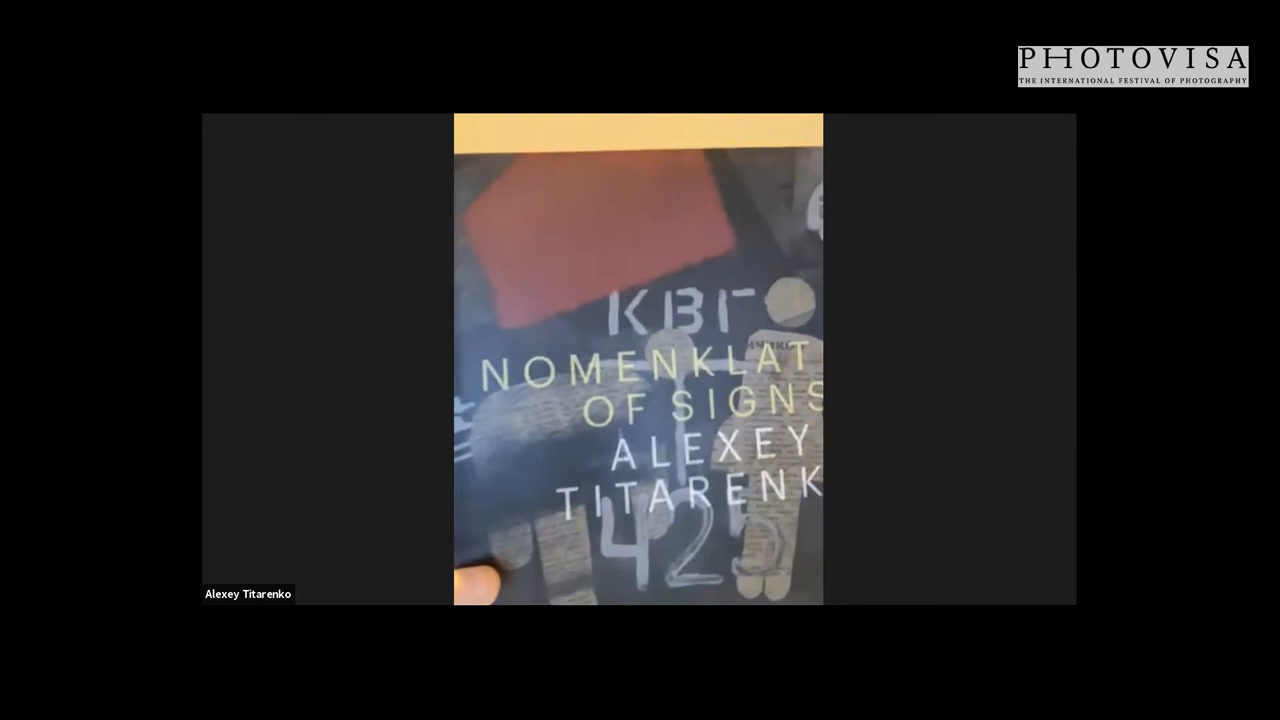 PHOTOVISA
THE INTERNATIONAL FESTIVAL OF PHOTOGRAPHY
КВГ
NOMENKLAT
OF SIGNS
ALEXEY
TITARENK
425
Alexey Titarenko